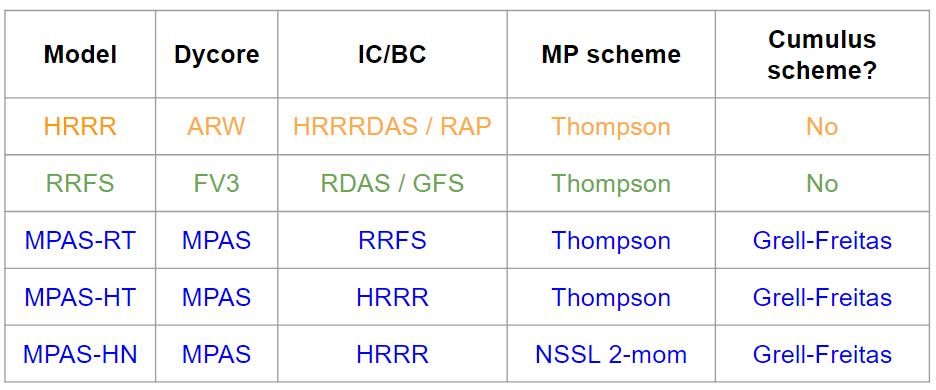 Model Dycore IC/BC MP scheme Cumulus scheme?
HRRR ARW HRRRDAS / RAP Thompson No
RRFS FV3 RDAS / GFS Thompson No
MPAS-RT MPAS RRFS Thompson Grell-Freitas
MPAS-HT MPAS HRRR Thompson Grell-Freitas
MPAS-HN MPAS HRRR NSSL 2-mom Grell-Freitas